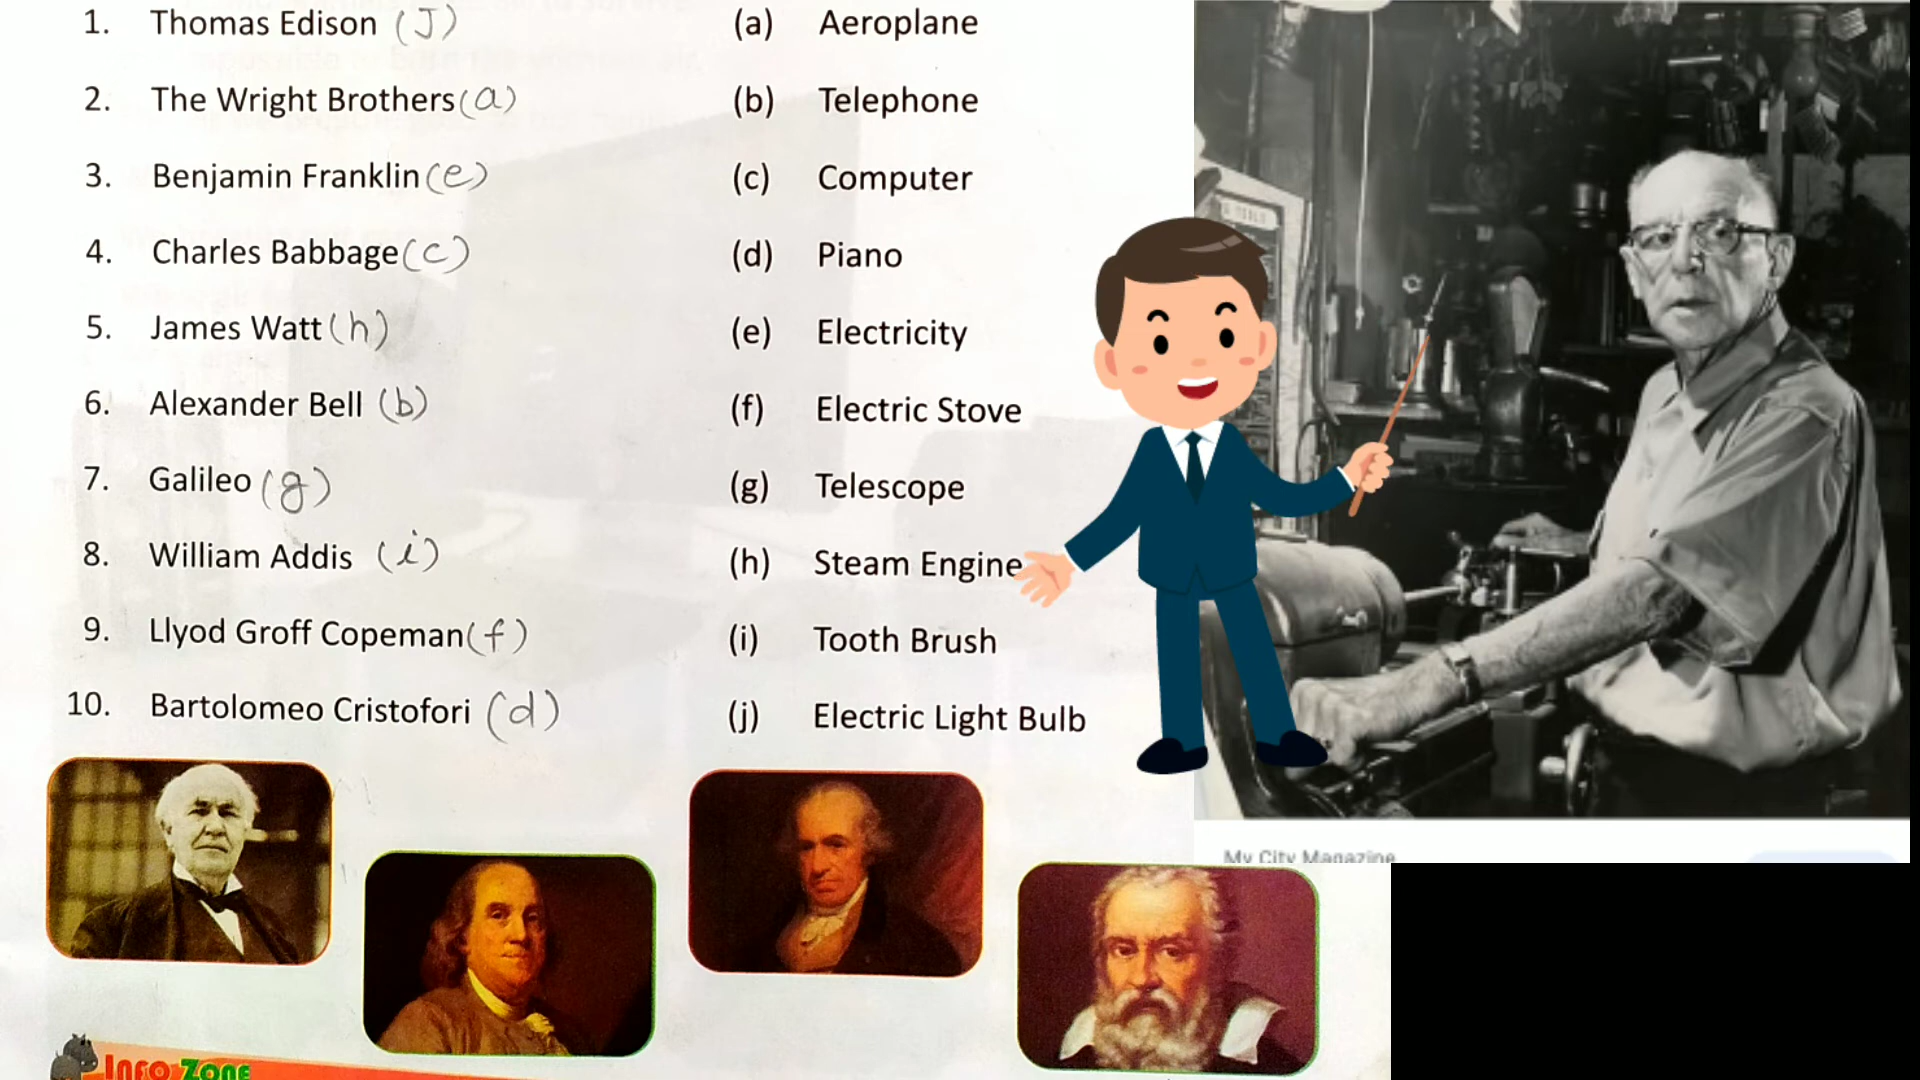 1. Thomas Edison (J) (a) Aeroplane
2. The Wright Brothers (a) (b) Telephone
3. Benjamin Franklin (e) (c) Computer
4. Charles Babbage (c) (d) Piano
5. James Watt (h) (e) Electricity
6. Alexander Bell (b) (f) Electric Stove
7. Galileo (g) (g) Telescope
8. William Addis (i) (h) Steam Engine
9. Llyod Groff Copeman (f) (i) Tooth Brush
10. Bartolomeo Cristofori (d) (j) Electric Light Bulb
My City Magazine
INFO ZONE